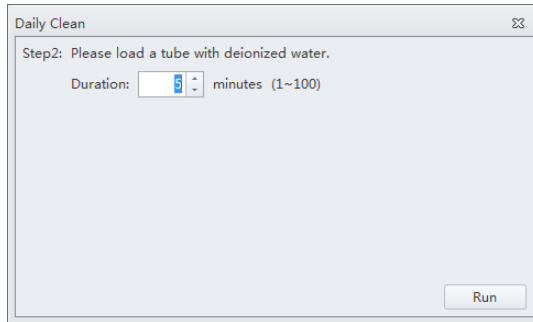 Daily Clean
Step2: Please load a tube with deionized water.
Duration: 5 minutes (1~100)
Run